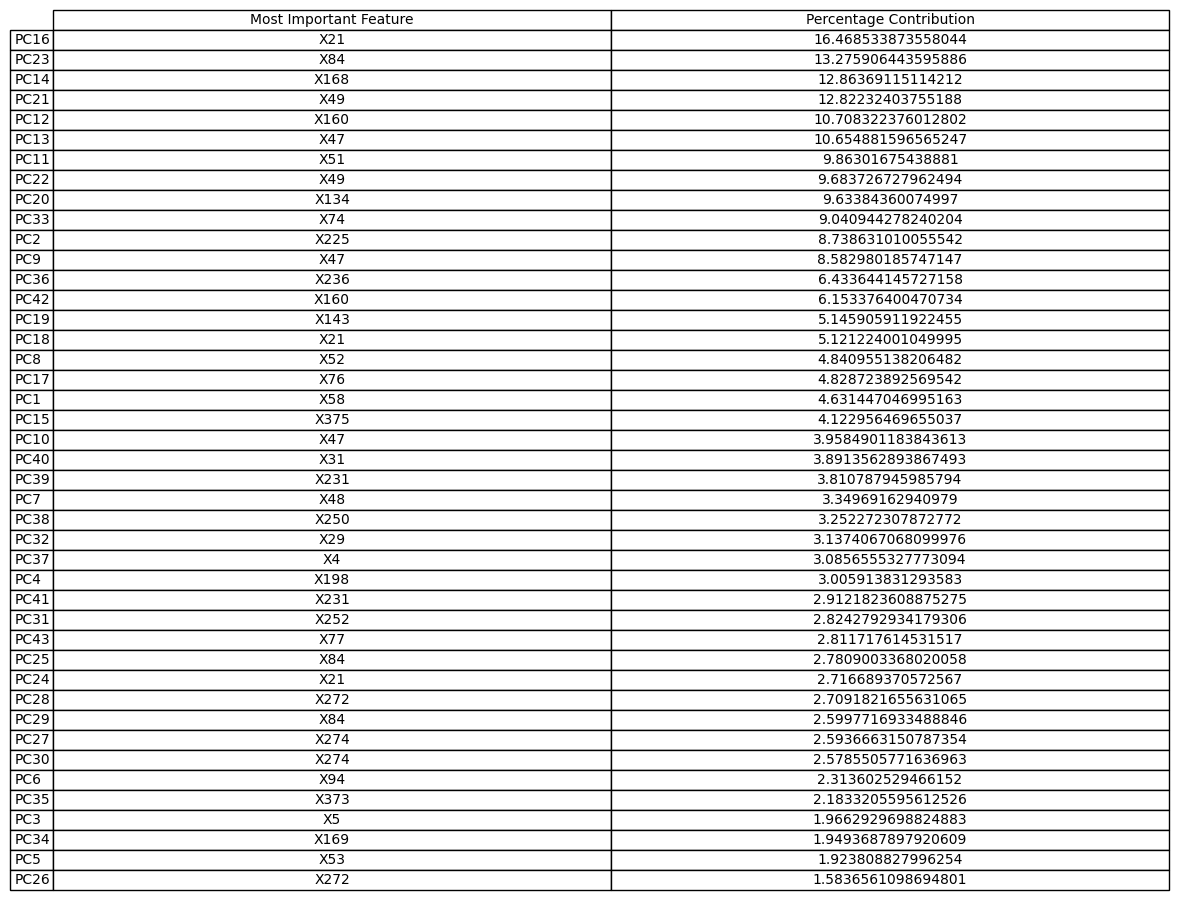 Most Important Feature Percentage Contribution
PC16 X21 16.468533873558044
PC23 X84 13.275906443595886
PC14 X168 12.86369115114212
PC21 X49 12.82232403755188
PC12 X160 10.708322376012802
PC13 X47 10.654881596565247
PC11 X51 9.86301675438881
PC22 X49 9.683726727962494
PC20 X134 9.63384360074997
PC33 X74 9.040944278240204
PC2 X225 8.738631010055542
PC9 X47 8.582980185747147
PC36 X236 6.433644145727158
PC42 X160 6.153376400470734
PC19 X143 5.145905911922455
PC18 X21 5.121224001049995
PC8 X52 4.840955138206482
PC17 X76 4.828723892569542
PC1 X58 4.631447046995163
PC15 X375 4.122956469655037
PC10 X47 3.9584901183843613
PC40 X31 3.8913562893867493
PC39 X231 3.810787945985794
PC7 X48 3.34969162940979
PC38 X250 3.252272307872772
PC32 X29 3.1374067068099976
PC37 X4 3.0856555327773094
PC4 X198 3.005913831293583
PC41 X231 2.9121823608875275
PC31 X252 2.8242792934179306
PC43 X77 2.811717614531517
PC25 X84 2.7809003368020058
PC24 X21 2.716689370572567
PC28 X272 2.7091821655631065
PC29 X84 2.5997716933488846
PC27 X274 2.5936663150787354
PC30 X274 2.5785505771636963
PC6 X94 2.313602529466152
PC35 X373 2.1833205595612526
PC3 X5 1.9662929698824883
PC34 X169 1.9493687897920609
PC5 X53 1.923808827996254
PC26 X272 1.5836561098694801